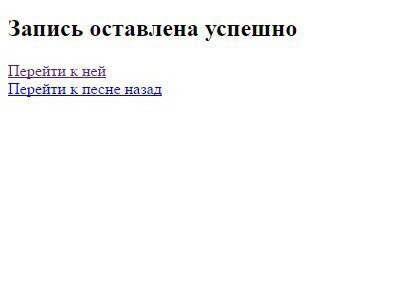 Запись оставлена успешно
Перейти к ней
Перейти к песне назад